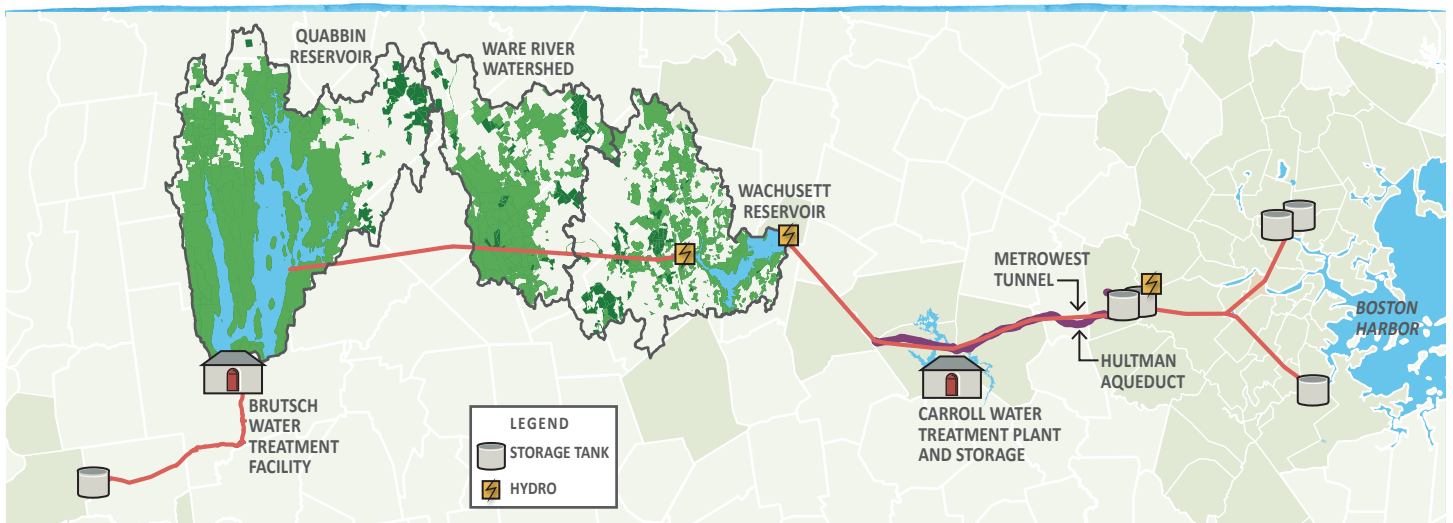 QUABBIN
RESERVOIR
WARE RIVER
WATERSHED
WACHUSETT
RESERVOIR
METROWEST
TUNNEL
BOSTON
HARBOR
HULTMAN
AQUEDUCT
BRUTSCH
WATER
TREATMENT
FACILITY
CARROLL WATER
TREATMENT PLANT
AND STORAGE
LEGEND
STORAGE TANK
HYDRO